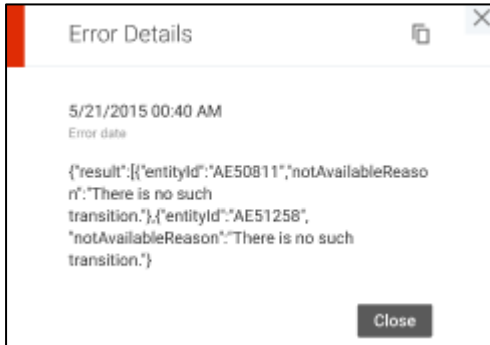 Error Details
5/21/2015 00:40 AM
Error date
{"result":[{"entityId":"AE50811","notAvailableReaso
n":"There is no such
transition."},{"entityId":"AE51258",
"notAvailableReason":"There is no such
transition."}
Close